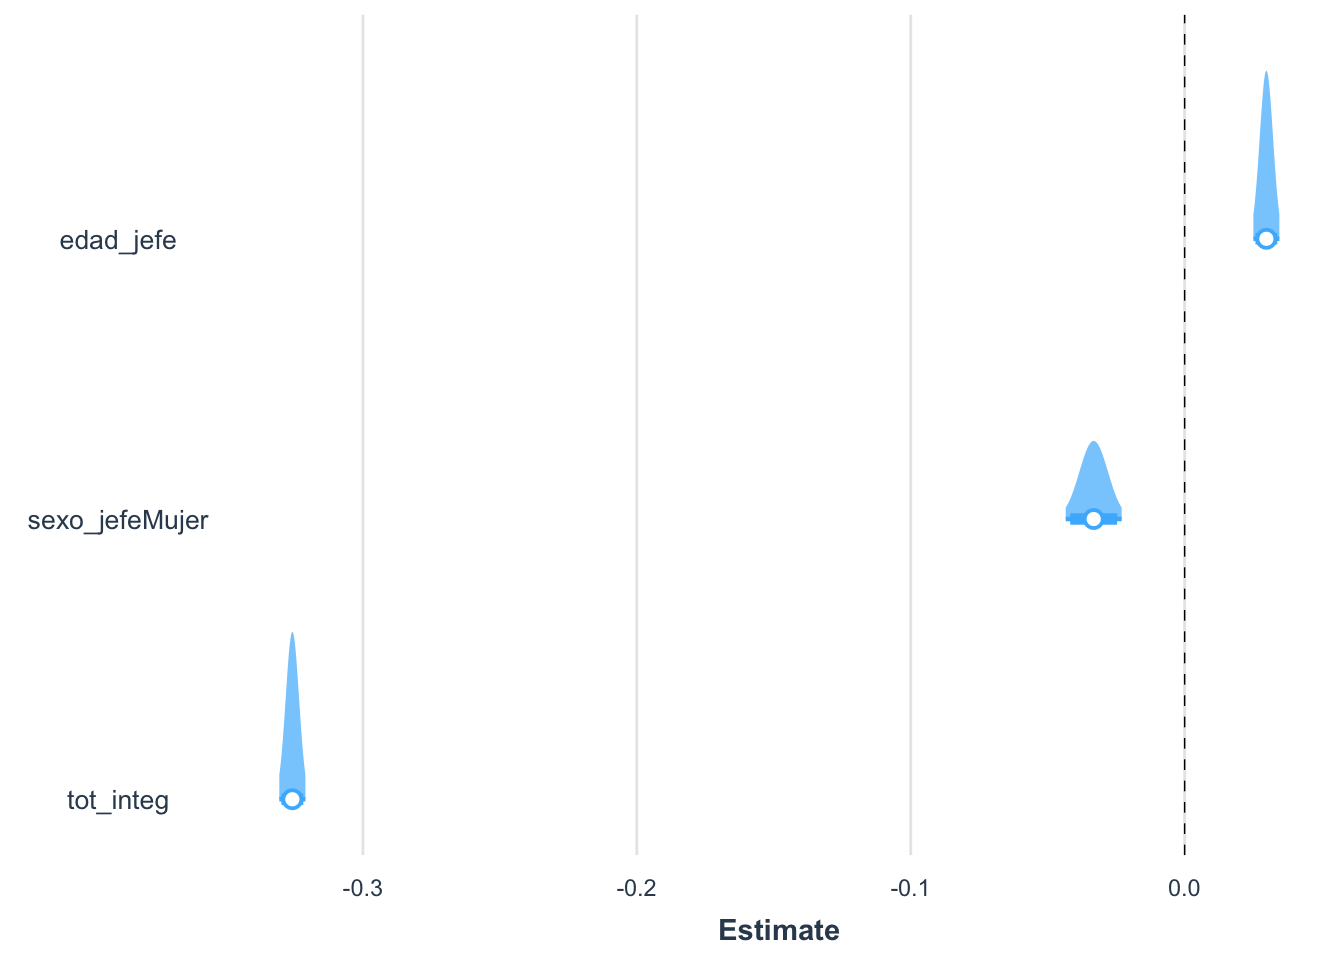 edad_jefe
sexo_jefeMujer
tot_integ
-0.3 -0.2 -0.1 0.0
Estimate